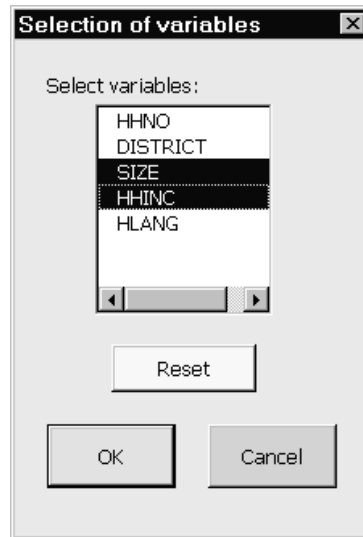 Selection of variables
Select variables:
HHNO
DISTRICT
SIZE
HHINC
HLANG
Reset
OK
Cancel